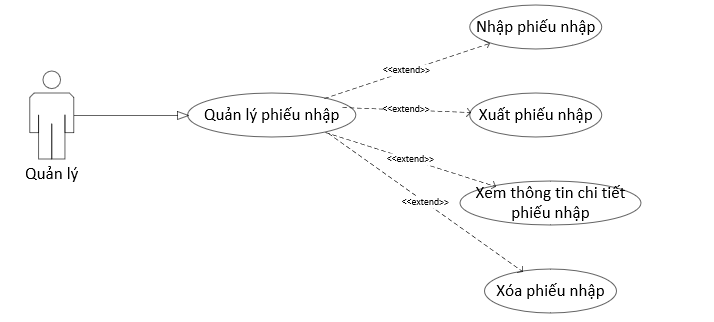 Nhập phiếu nhập
<<extend>>
Quản lý phiếu nhập
<<extend>>
Xuất phiếu nhập
<<extend>>
Quản lý
Xem thông tin chi tiết
phiếu nhập
<<extend>>
Xóa phiếu nhập